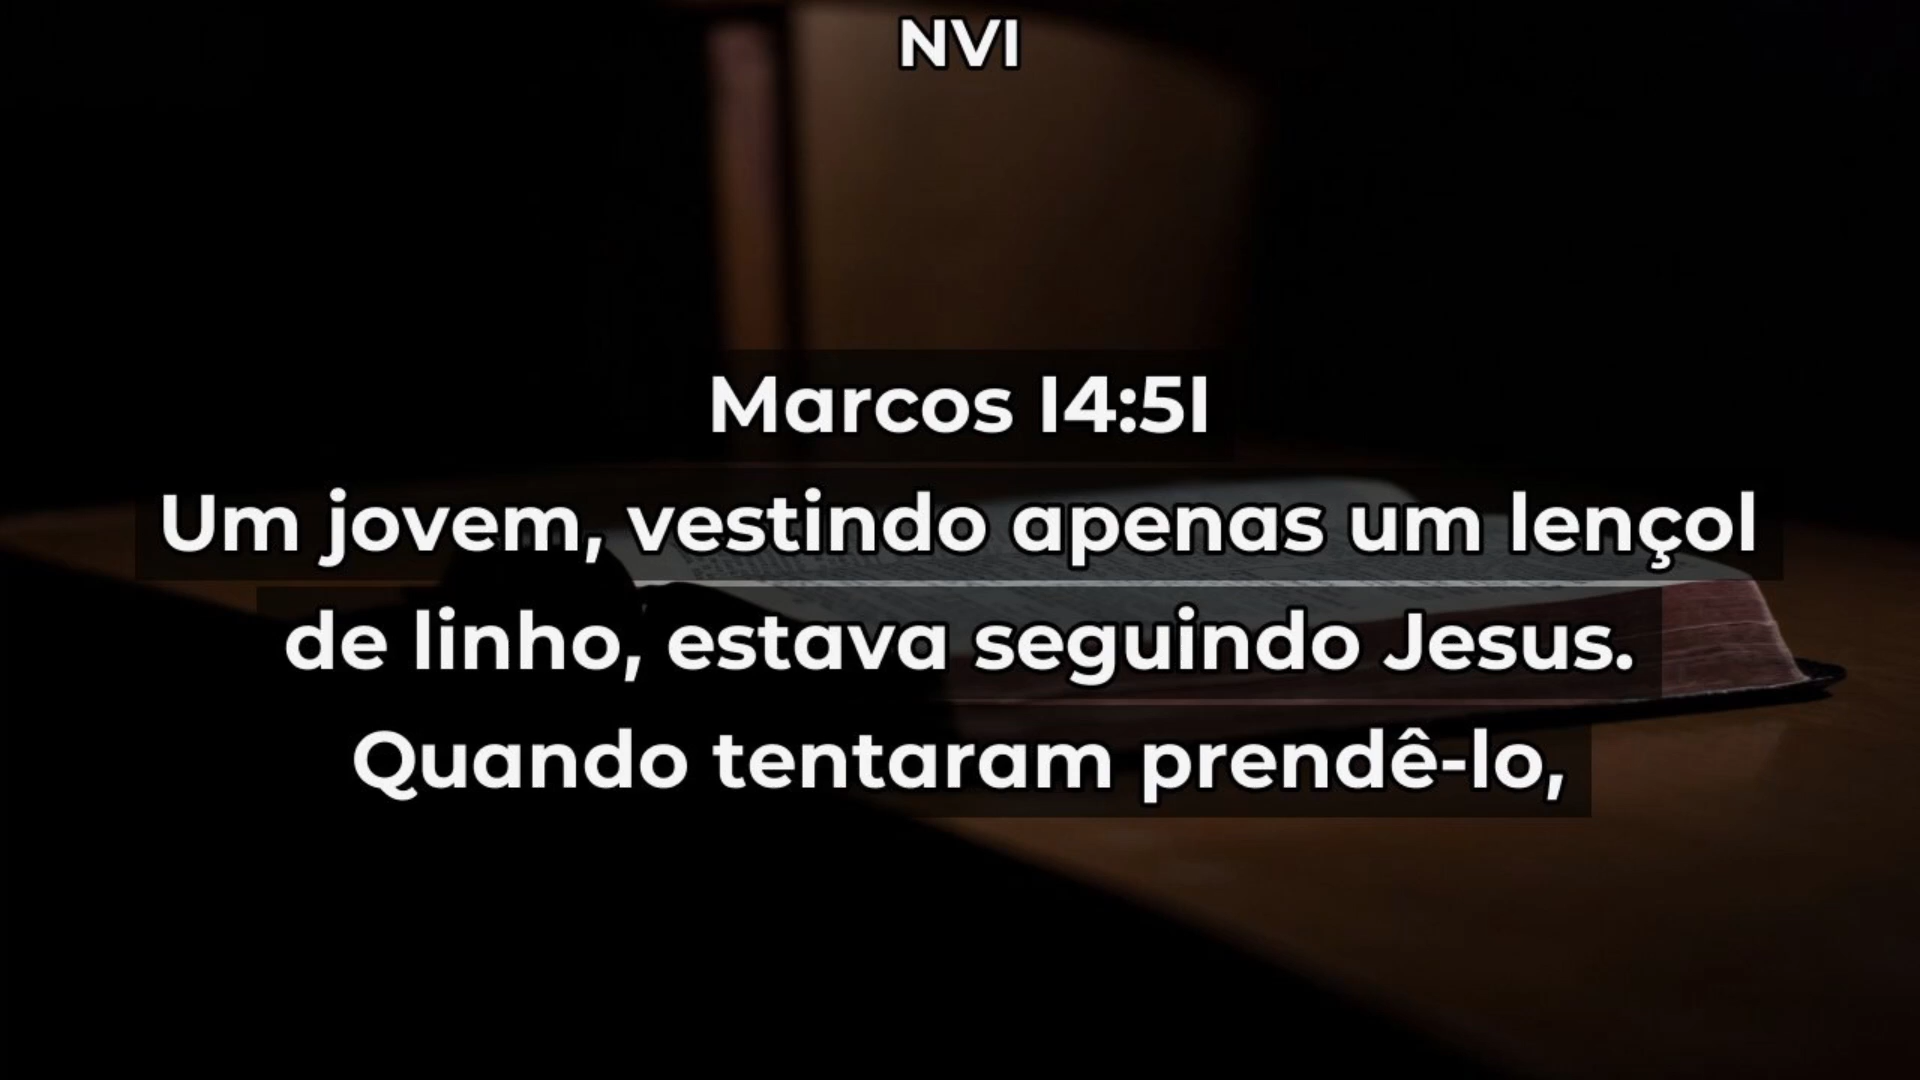 NVI
Marcos 14:51
Um jovem, vestindo apenas um lençol
de linho, estava seguindo Jesus.
Quando tentaram prendê-lo,